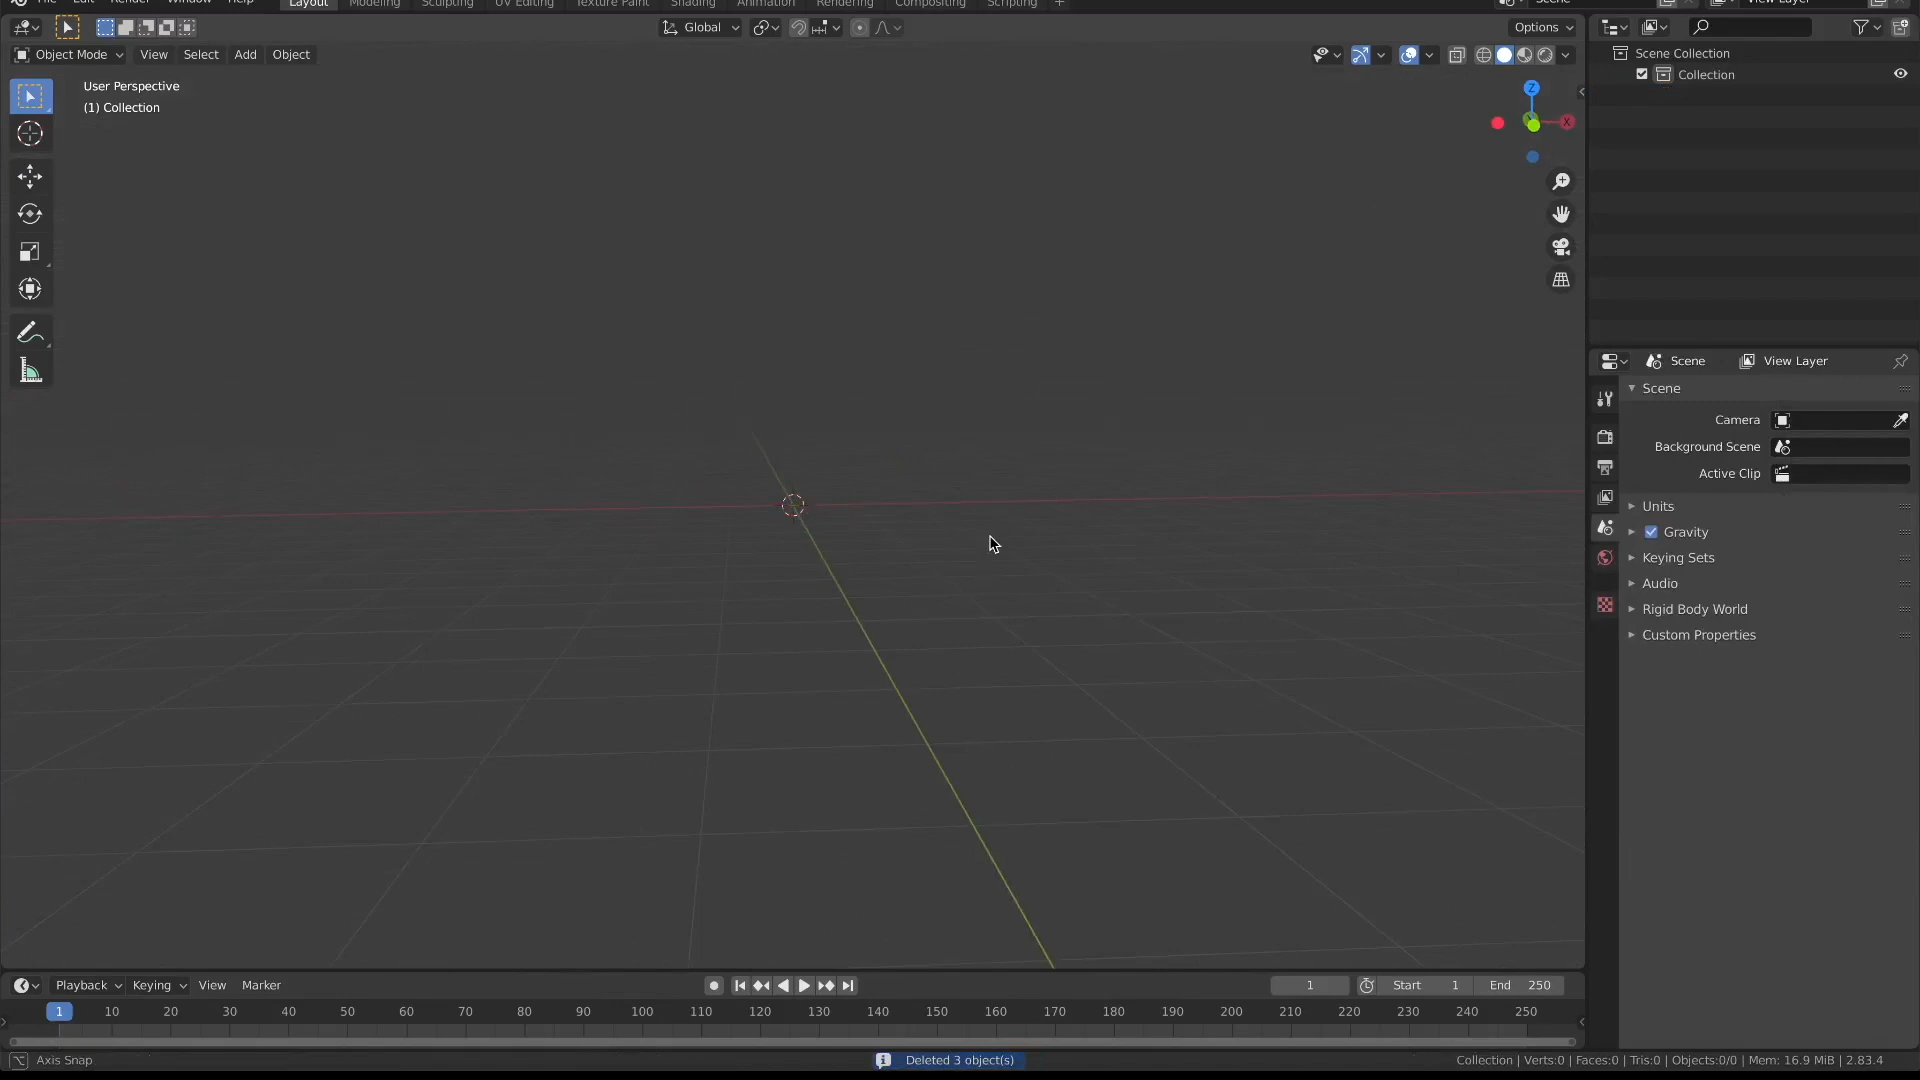 File Edit Render Window Help Layout Modeling Sculpting UV Editing Texture Paint Shading Animation Rendering Compositing Scripting + Scene View Layer
Global Options
Object Mode View Select Add Object
User Perspective
(1) Collection
Z
X
Scene Collection
Collection
Scene View Layer
Scene
Camera
Background Scene
Active Clip
Units
Gravity
Keying Sets
Audio
Rigid Body World
Custom Properties
Playback Keying View Marker 1 Start 1 End 250
1 10 20 30 40 50 60 70 80 90 100 110 120 130 140 150 160 170 180 190 200 210 220 230 240 250
Axis Snap Deleted 3 object(s) Collection | Verts:0 | Faces:0 | Tris:0 | Objects:0/0 | Mem: 16.9 MiB | 2.83.4